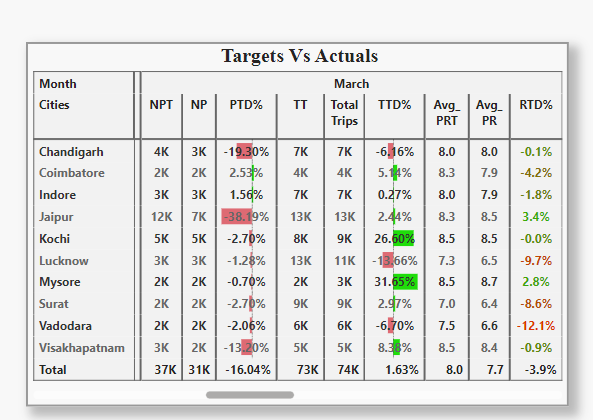 Targets Vs Actuals
Month March
Cities NPT NP PTD% TT Total Trips TTD% Avg_ PRT Avg_ PR RTD%
Chandigarh 4K 3K -19.30% 7K 7K -6.16% 8.0 8.0 -0.1%
Coimbatore 2K 2K 2.53% 4K 4K 5.14% 8.3 7.9 -4.2%
Indore 3K 3K 1.56% 7K 7K 0.27% 8.0 7.9 -1.8%
Jaipur 12K 7K -38.19% 13K 13K 2.44% 8.3 8.5 3.4%
Kochi 5K 5K -2.70% 8K 9K 26.60% 8.5 8.5 -0.0%
Lucknow 3K 3K -1.28% 13K 11K -13.66% 7.3 6.5 -9.7%
Mysore 2K 2K -0.70% 2K 3K 31.65% 8.5 8.7 2.8%
Surat 2K 2K -2.70% 9K 9K 2.97% 7.0 6.4 -8.6%
Vadodara 2K 2K -2.06% 6K 6K -6.70% 7.5 6.6 -12.1%
Visakhapatnam 3K 2K -13.20% 5K 5K 8.38% 8.5 8.4 -0.9%
Total 37K 31K -16.04% 73K 74K 1.63% 8.0 7.7 -3.9%